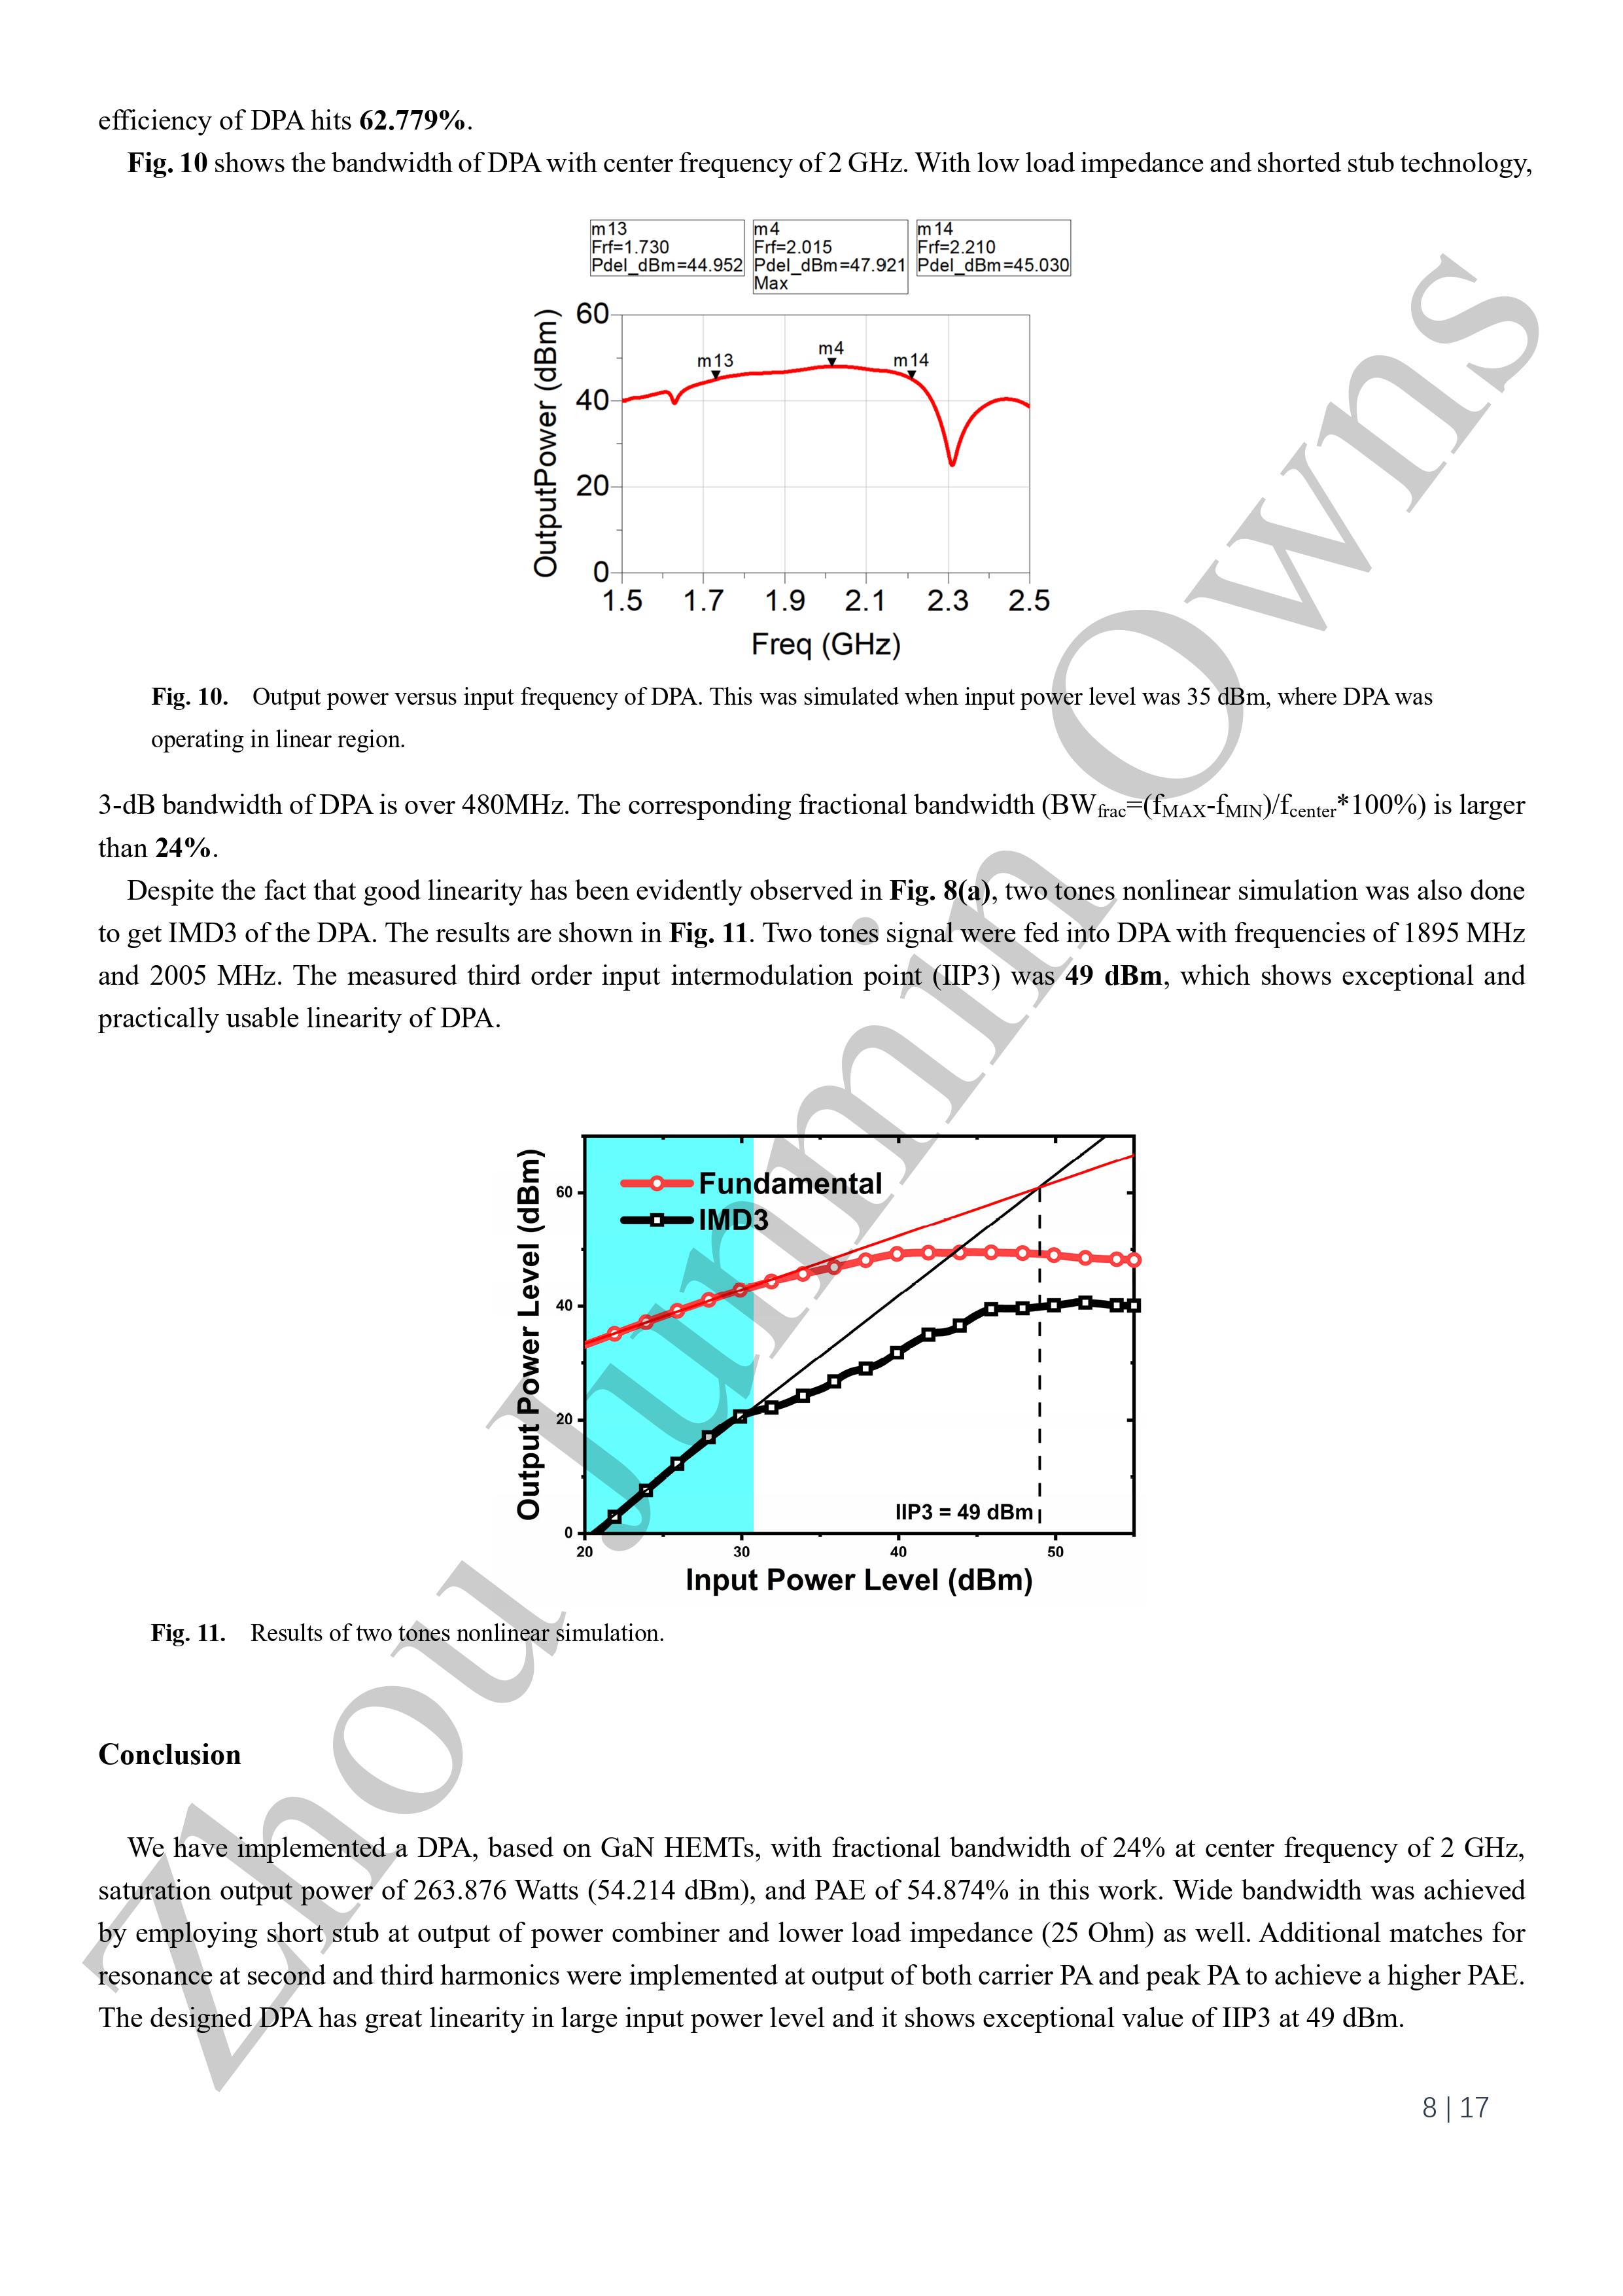 efficiency of DPA hits 62.779%.
Fig. 10 shows the bandwidth of DPA with center frequency of 2 GHz. With low load impedance and shorted stub technology,
m13
Frf=1.730
Pdel_dBm=44.952
m4
Frf=2.015
Pdel_dBm=47.921
Max
m14
Frf=2.210
Pdel_dBm=45.030
OutputPower (dBm)
60
40
20
0
m13
m4
m14
1.5 1.7 1.9 2.1 2.3 2.5
Freq (GHz)
Fig. 10. Output power versus input frequency of DPA. This was simulated when input power level was 35 dBm, where DPA was
operating in linear region.
3-dB bandwidth of DPA is over 480MHz. The corresponding fractional bandwidth (BWfrac=(fMAX-fMIN)/fcenter*100%) is larger
than 24%.
Despite the fact that good linearity has been evidently observed in Fig. 8(a), two tones nonlinear simulation was also done
to get IMD3 of the DPA. The results are shown in Fig. 11. Two tones signal were fed into DPA with frequencies of 1895 MHz
and 2005 MHz. The measured third order input intermodulation point (IIP3) was 49 dBm, which shows exceptional and
practically usable linearity of DPA.
Output Power Level (dBm)
60
40
20
0
Fundamental
IMD3
IIP3 = 49 dBm
20 30 40 50
Input Power Level (dBm)
Fig. 11. Results of two tones nonlinear simulation.
Conclusion
We have implemented a DPA, based on GaN HEMTs, with fractional bandwidth of 24% at center frequency of 2 GHz,
saturation output power of 263.876 Watts (54.214 dBm), and PAE of 54.874% in this work. Wide bandwidth was achieved
by employing short stub at output of power combiner and lower load impedance (25 Ohm) as well. Additional matches for
resonance at second and third harmonics were implemented at output of both carrier PA and peak PA to achieve a higher PAE.
The designed DPA has great linearity in large input power level and it shows exceptional value of IIP3 at 49 dBm.
8 | 17
Zhou Junmin Owns